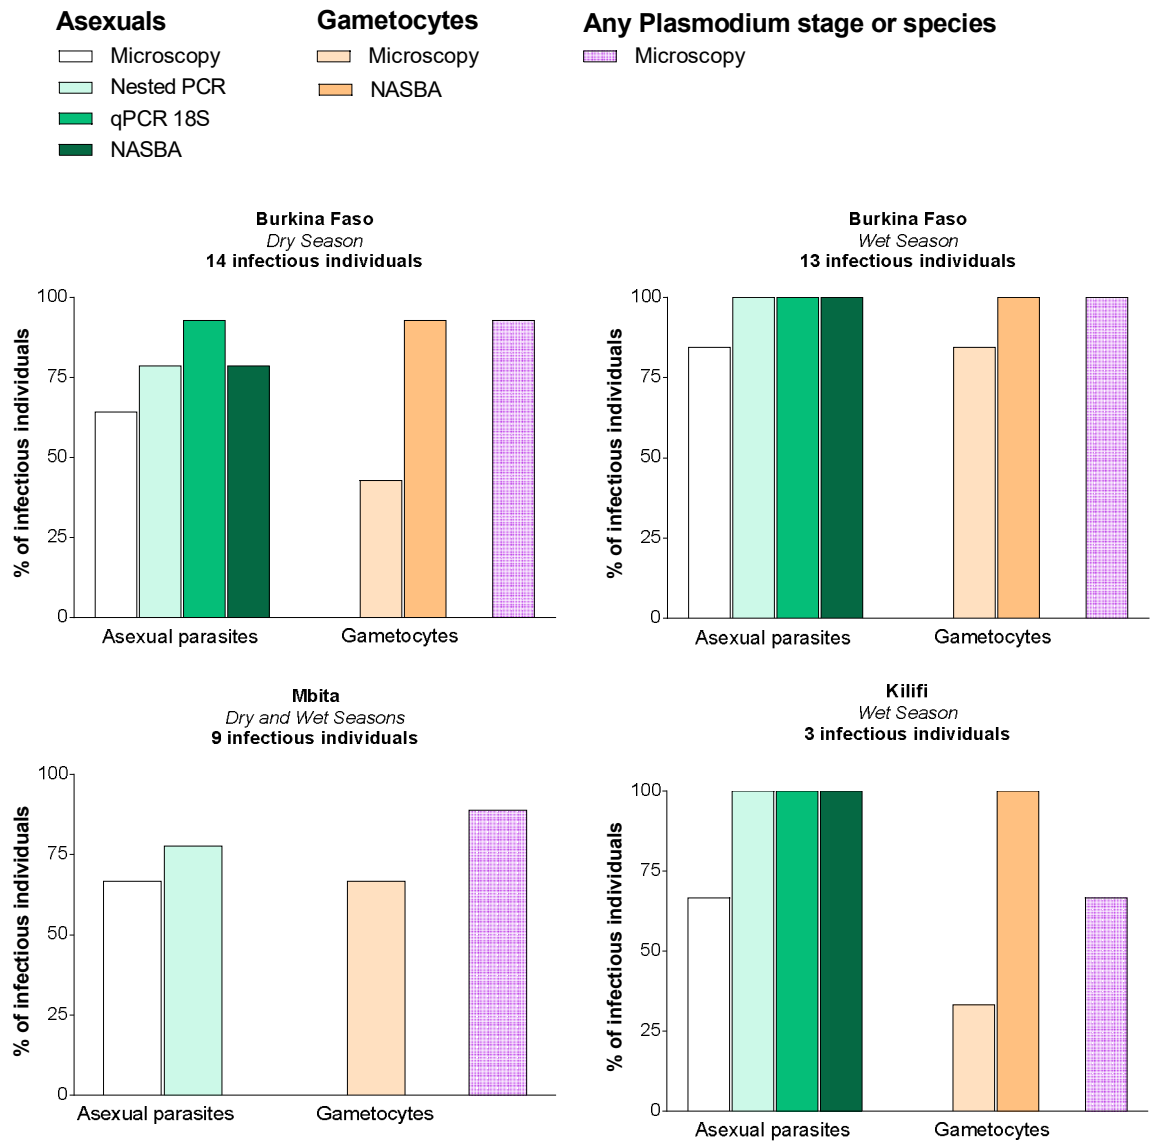 Asexuals
Microscopy
Nested PCR
qPCR 18S
NASBA
Gametocytes
Microscopy
NASBA
Any Plasmodium stage or species
Microscopy
Burkina Faso
Dry Season
14 infectious individuals
% of infectious individuals
100
75
50
25
0
Asexual parasites
Gametocytes
Burkina Faso
Wet Season
13 infectious individuals
% of infectious individuals
100
75
50
25
0
Asexual parasites
Gametocytes
Mbita
Dry and Wet Seasons
9 infectious individuals
% of infectious individuals
100
75
50
25
0
Asexual parasites
Gametocytes
Kilifi
Wet Season
3 infectious individuals
% of infectious individuals
100
75
50
25
0
Asexual parasites
Gametocytes